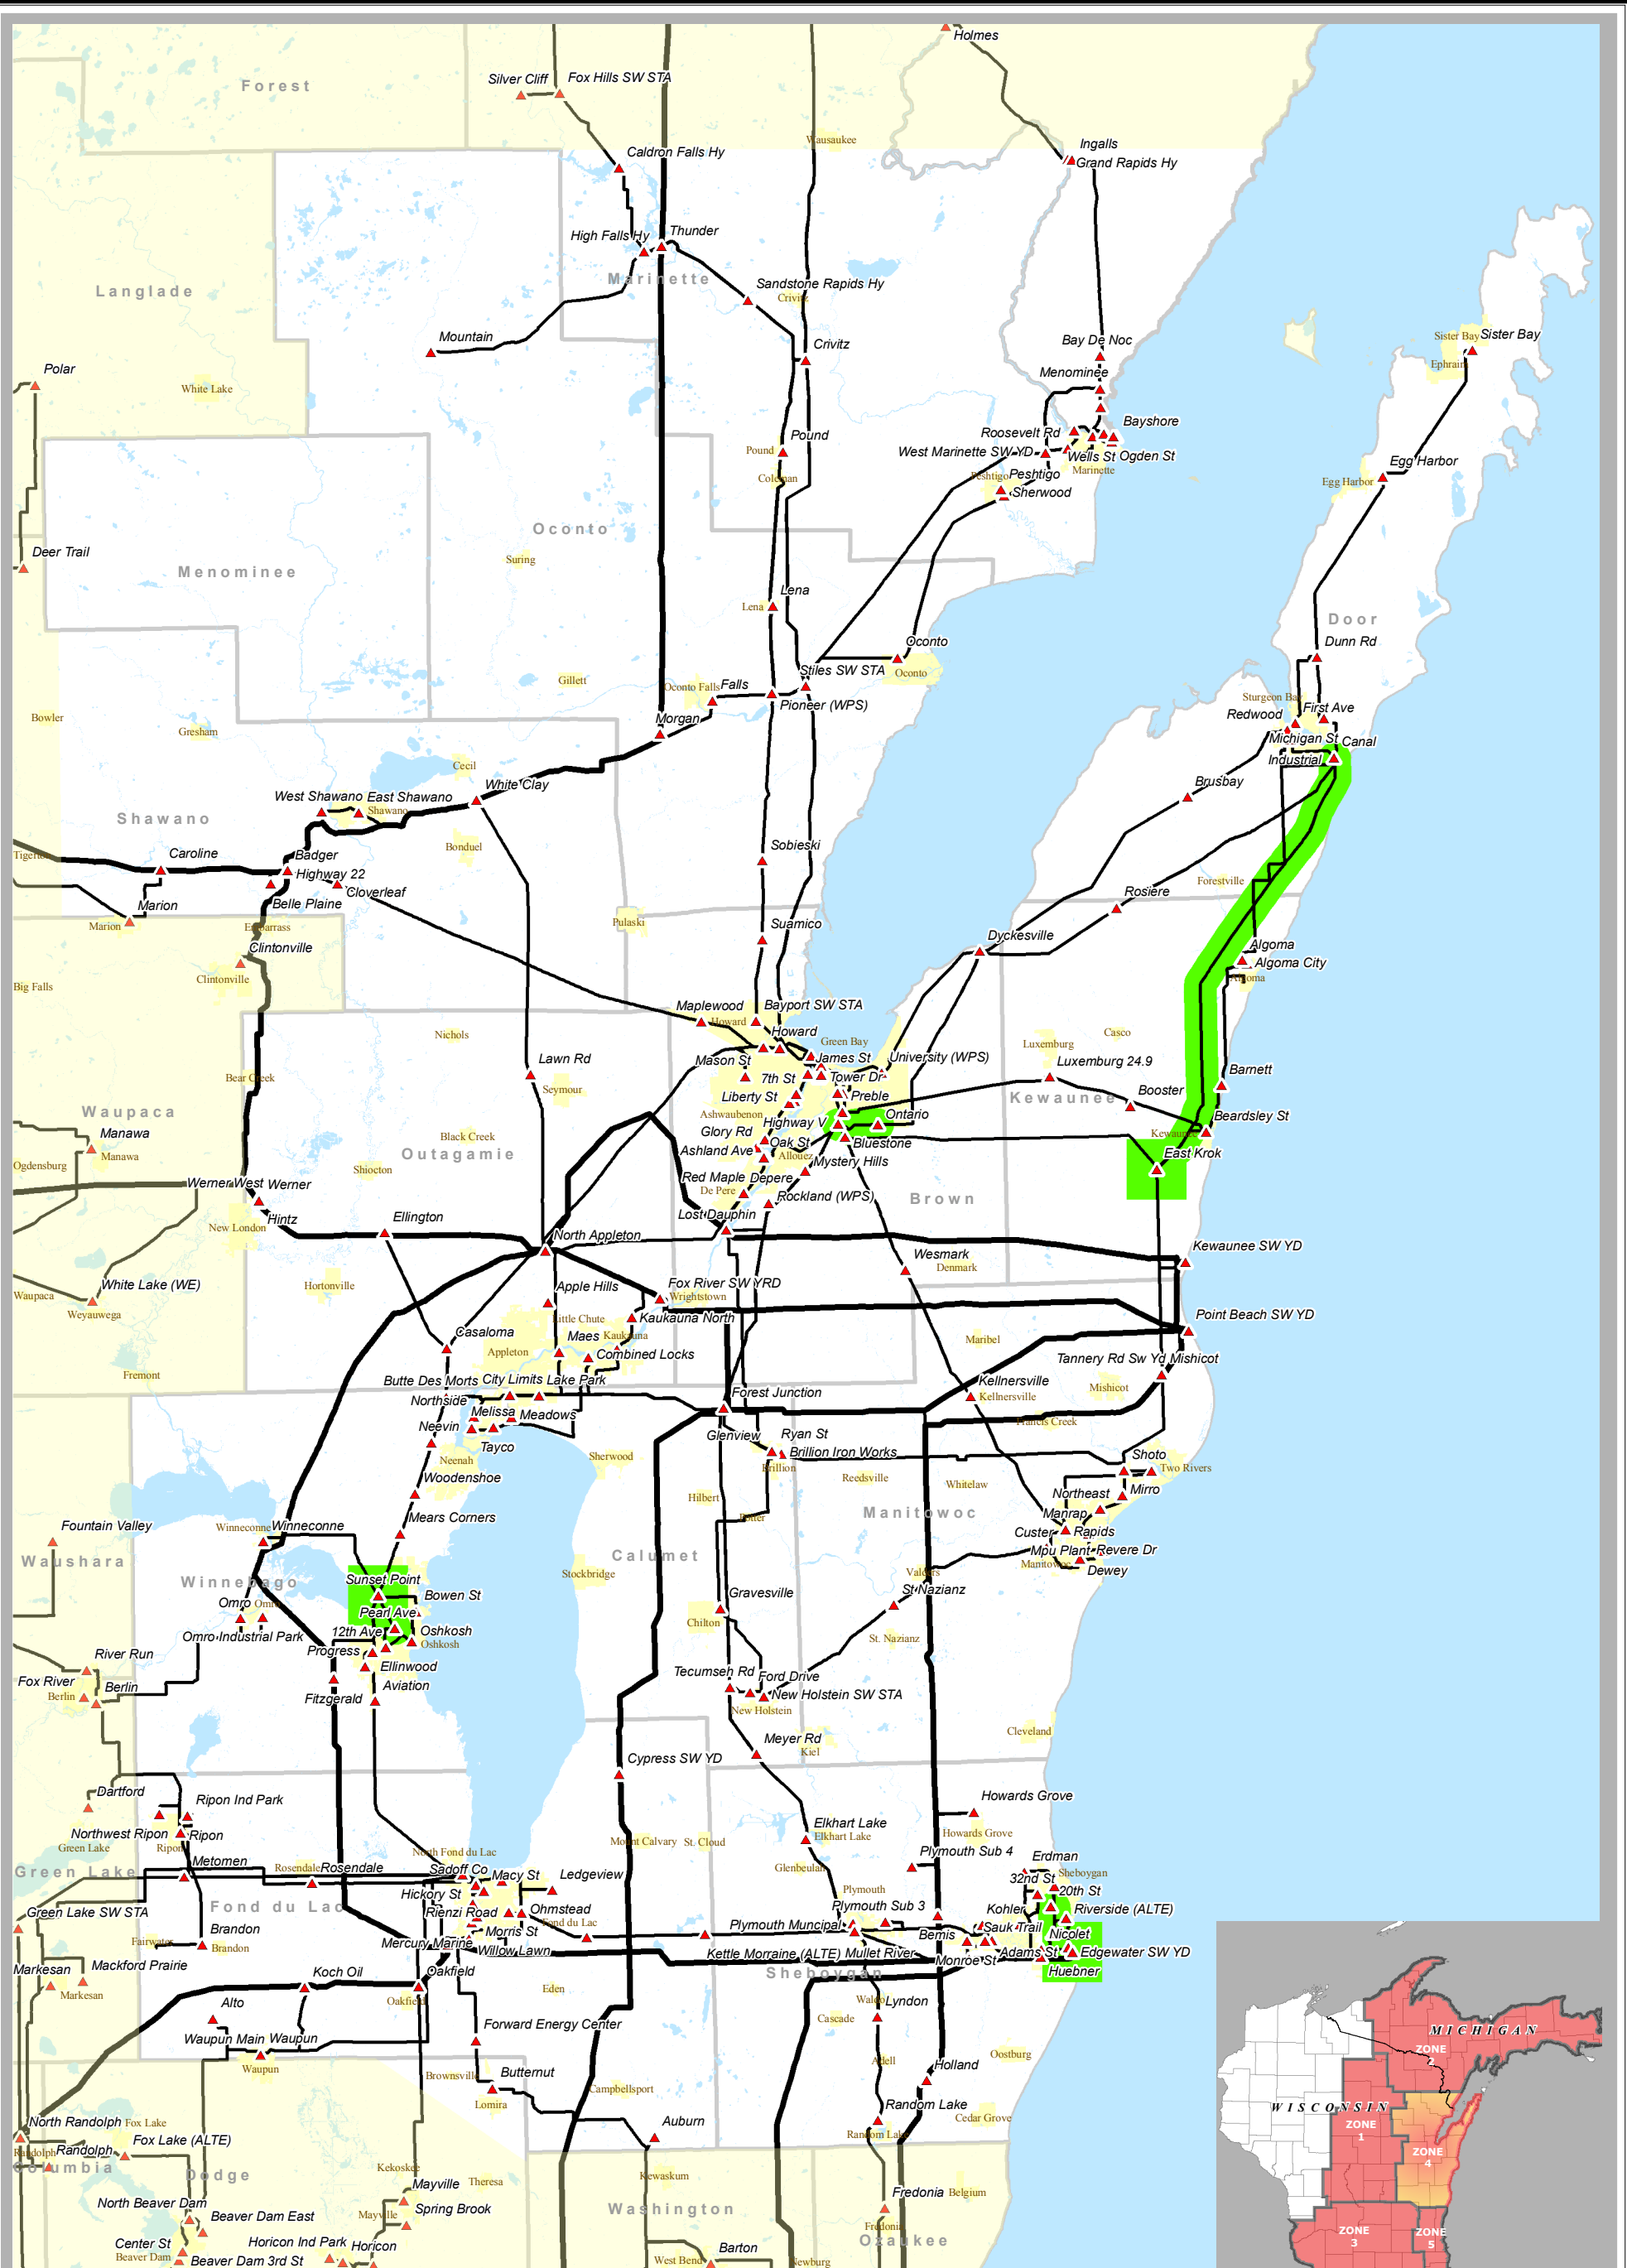 Holmes
Silver Cliff
Fox Hills SW STA
Forest
Wausaukee
Ingalls
Grand Rapids Hy
Caldron Falls Hy
High Falls Hy
Thunder
Marinette
Langlade
Sandstone Rapids Hy
Crivitz
Mountain
Crivitz
Bay De Noc
Sister Bay
Sister Bay
Ephraim
Menominee
Polar
White Lake
Bayshore
Roosevelt Rd
Pound
Pound
West Marinette SW YD
Wells St
Ogden St
Marinette
Egg Harbor
Egg Harbor
Coleman
Peshtigo
Peshtigo
Sherwood
Oconto
Deer Trail
Suring
Menominee
Lena
Lena
Door
Dunn Rd
Oconto
Oconto
Stiles SW STA
Gillett
Oconto Falls
Falls
Pioneer (WPS)
Sturgeon Bay
First Ave
Redwood
Bowler
Morgan
Gresham
Michigan St
Canal
Industrial
Cecil
White Clay
Brusbay
West Shawano
East Shawano
Shawano
Shawano
Bonduel
Sobieski
Tigerton
Caroline
Badger
Highway 22
Cloverleaf
Belle Plaine
Forestville
Rosiere
Marion
Marion
Embarrass
Pulaski
Suamico
Dyckesville
Algoma
Algoma City
Algoma
Clintonville
Clintonville
Big Falls
Maplewood
Howard
Bayport SW STA
Howard
Nichols
Green Bay
Casco
Luxemburg
Luxemburg 24.9
Lawn Rd
Seymour
Mason St
James St
University (WPS)
Bear Creek
7th St
Tower Dr
Liberty St
Preble
Booster
Barnett
Kewaunee
Waupaca
Ashwaubenon
Highway V
Ontario
Beardsley St
Kewaunee
Manawa
Manawa
Black Creek
Outagamie
Glory Rd
Oak St
Bluestone
Ashland Ave
Allouez
Mystery Hills
East Krok
Ogdensburg
Shiocton
Red Maple
Depere
De Pere
Rockland (WPS)
Brown
Werner West
Werner
Hintz
New London
Ellington
Lost Dauphin
North Appleton
Kewaunee SW YD
Wesmark
Denmark
White Lake (WE)
Waupaca
Weyauwega
Hortonville
Apple Hills
Fox River SW YRD
Wrightstown
Little Chute
Kaukauna North
Point Beach SW YD
Casaloma
Maes
Kaukauna
Combined Locks
Appleton
Maribel
Tannery Rd Sw Yd
Mishicot
Fremont
Mishicot
Butte Des Morts
City Limits
Lake Park
Kellnersville
Kellnersville
Northside
Melissa
Meadows
Forest Junction
Neevin
Tayco
Glenview
Ryan St
Brillion Iron Works
Brillion
Francis Creek
Neenah
Sherwood
Shoto
Two Rivers
Woodenshoe
Reedsville
Whitelaw
Hilbert
Northeast
Mirro
Mears Corners
Potter
Manitowoc
Manrap
Fountain Valley
Winneconne
Winneconne
Custer
Rapids
Waushara
Calumet
Mpu Plant
Revere Dr
Manitowoc
Dewey
Winnebago
Sunset Point
Stockbridge
Valders
Omro
Omro
Bowen St
Pearl Ave
Gravesville
St Nazianz
Omro Industrial Park
12th Ave
Oshkosh
Oshkosh
Chilton
St. Nazianz
River Run
Progress
Ellinwood
Fox River
Berlin
Berlin
Fitzgerald
Aviation
Tecumseh Rd
Ford Drive
New Holstein SW STA
New Holstein
Cleveland
Meyer Rd
Kiel
Cypress SW YD
Dartford
Ripon Ind Park
Howards Grove
Elkhart Lake
Elkhart Lake
Howards Grove
Northwest Ripon
Ripon
Ripon
Green Lake
North Fond du Lac
Mount Calvary
St. Cloud
Plymouth Sub 4
Erdman
Green Lake
Metomen
Rosendale
Rosendale
Sadoff Co
Macy St
Ledgeview
Glenbeulah
Sheboygan
32nd St
20th St
Hickory St
Plymouth
Fond du Lac
Rienzi Road
Ohmstead
Plymouth Sub 3
Kohler
Riverside (ALTE)
Green Lake SW STA
Brandon
Brandon
Fairwater
Morris St
Fond du Lac
Plymouth Muncipal
Bemis
Sauk Trail
Nicolet
Mercury Marine
Willow Lawn
Kettle Morraine (ALTE)
Mullet River
Monroe St
Adams St
Edgewater SW YD
Markesan
Mackford Prairie
Markesan
Koch Oil
Oakfield
Oakfield
Sheboygan
Huebner
Eden
Alto
Waldo
Lyndon
Cascade
Waupun Main
Waupun
Waupun
Forward Energy Center
Oostburg
Adell
Holland
Brownsville
Butternut
Lomira
Campbellsport
Random Lake
Cedar Grove
North Randolph
Fox Lake
Auburn
Random Lake
Randolph
Randolph
Fox Lake (ALTE)
Columbia
Dodge
Kekoskee
Theresa
Kewaskum
Mayville
Mayville
North Beaver Dam
Beaver Dam East
Spring Brook
Washington
Fredonia
Belgium
Fredonia
Ozaukee
Center St
Beaver Dam
Beaver Dam 3rd St
Horicon Ind Park
Horicon
West Bend
Barton
Newburg
MICHIGAN
ZONE
2
WISCONSIN
ZONE
1
ZONE
4
ZONE
3
ZONE
5